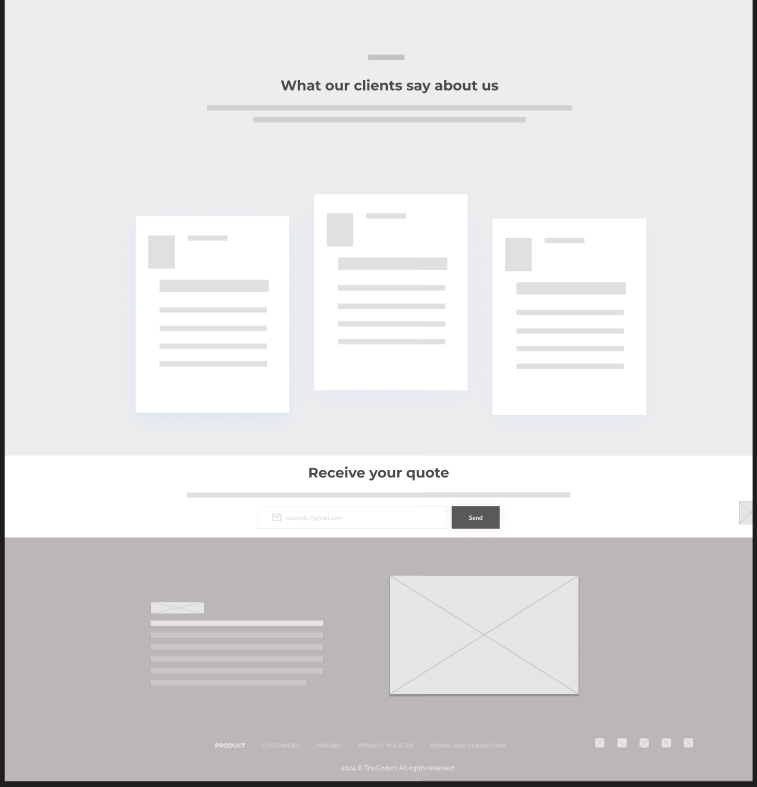 What our clients say about us
Receive your quote
example@gmail.com
Send
PRODUCT CUSTOMERS PRICING PRIVACY POLICIES TERMS AND CONDITIONS
2024 © TheCodors All rights reserved